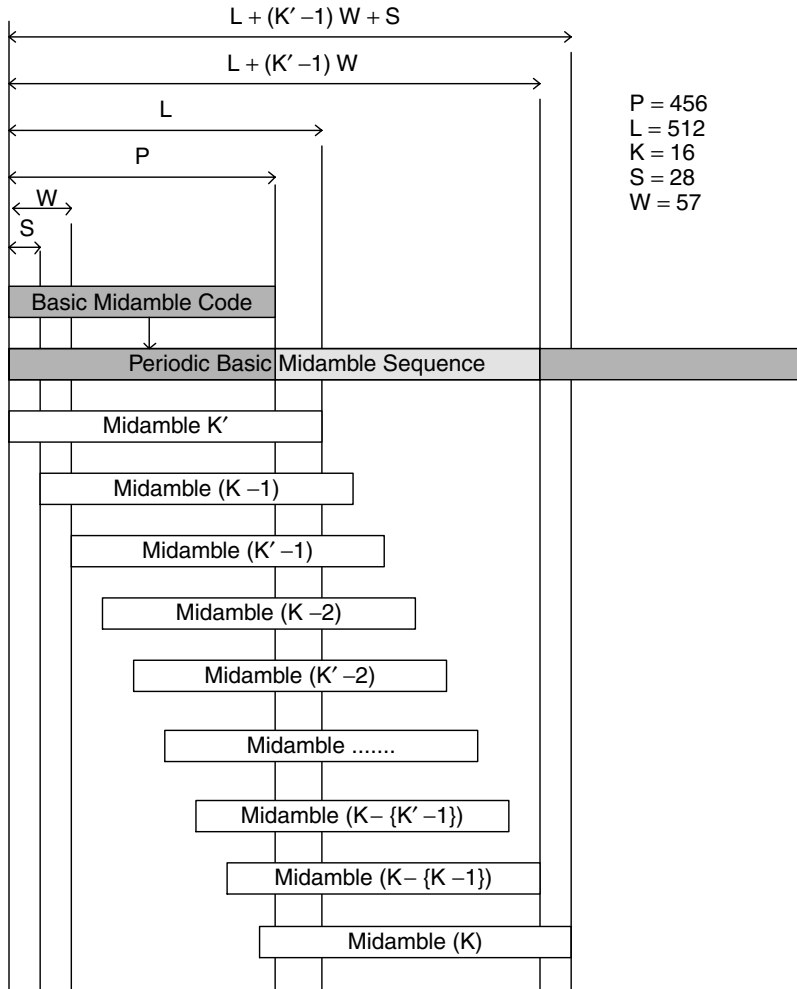 L + (K′ –1) W + S
L + (K′ –1) W
L
P
W
S
P = 456
L = 512
K = 16
S = 28
W = 57
Basic Midamble Code
Periodic Basic Midamble Sequence
Midamble K′
Midamble (K –1)
Midamble (K′ –1)
Midamble (K –2)
Midamble (K′ –2)
Midamble .......
Midamble (K– {K′ –1})
Midamble (K– {K –1})
Midamble (K)